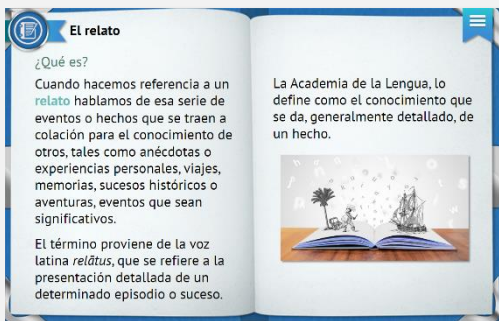 El relato
¿Qué es?
Cuando hacemos referencia a un
relato hablamos de esa serie de
eventos o hechos que se traen a
colación para el conocimiento de
otros, tales como anécdotas o
experiencias personales, viajes,
memorias, sucesos históricos o
aventuras, eventos que sean
significativos.
El término proviene de la voz
latina relãtus, que se refiere a la
presentación detallada de un
determinado episodio o suceso.
La Academia de la Lengua, lo
define como el conocimiento que
se da, generalmente detallado, de
un hecho.